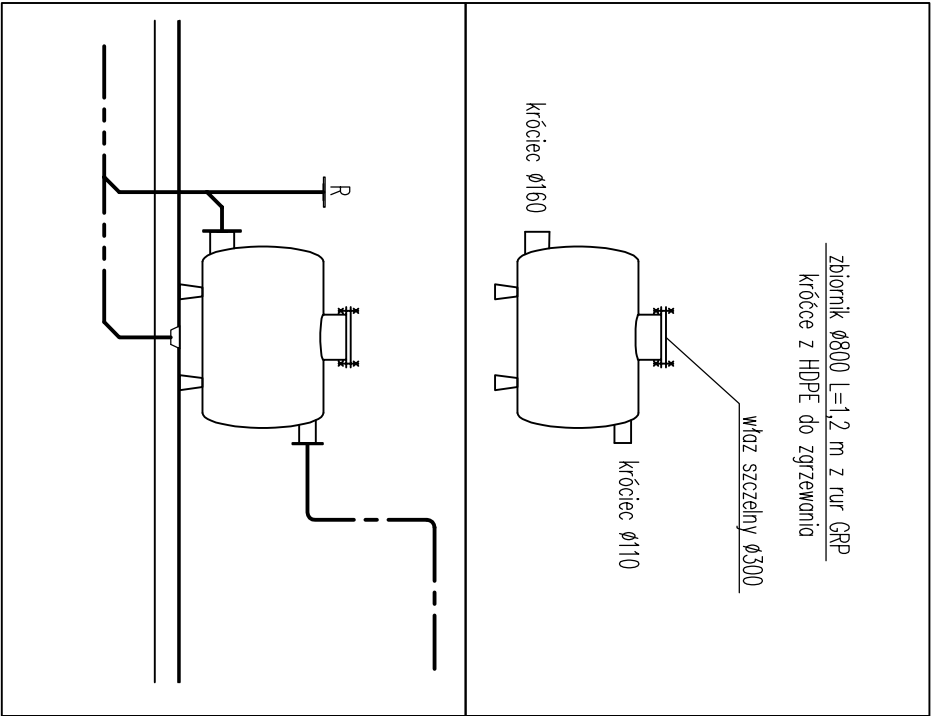 zbiornik Ø800 L=1,2 m z rur GRP
króćce z HDPE do zgrzewania
właz szczelny Ø300
króciec Ø160
króciec Ø110
R